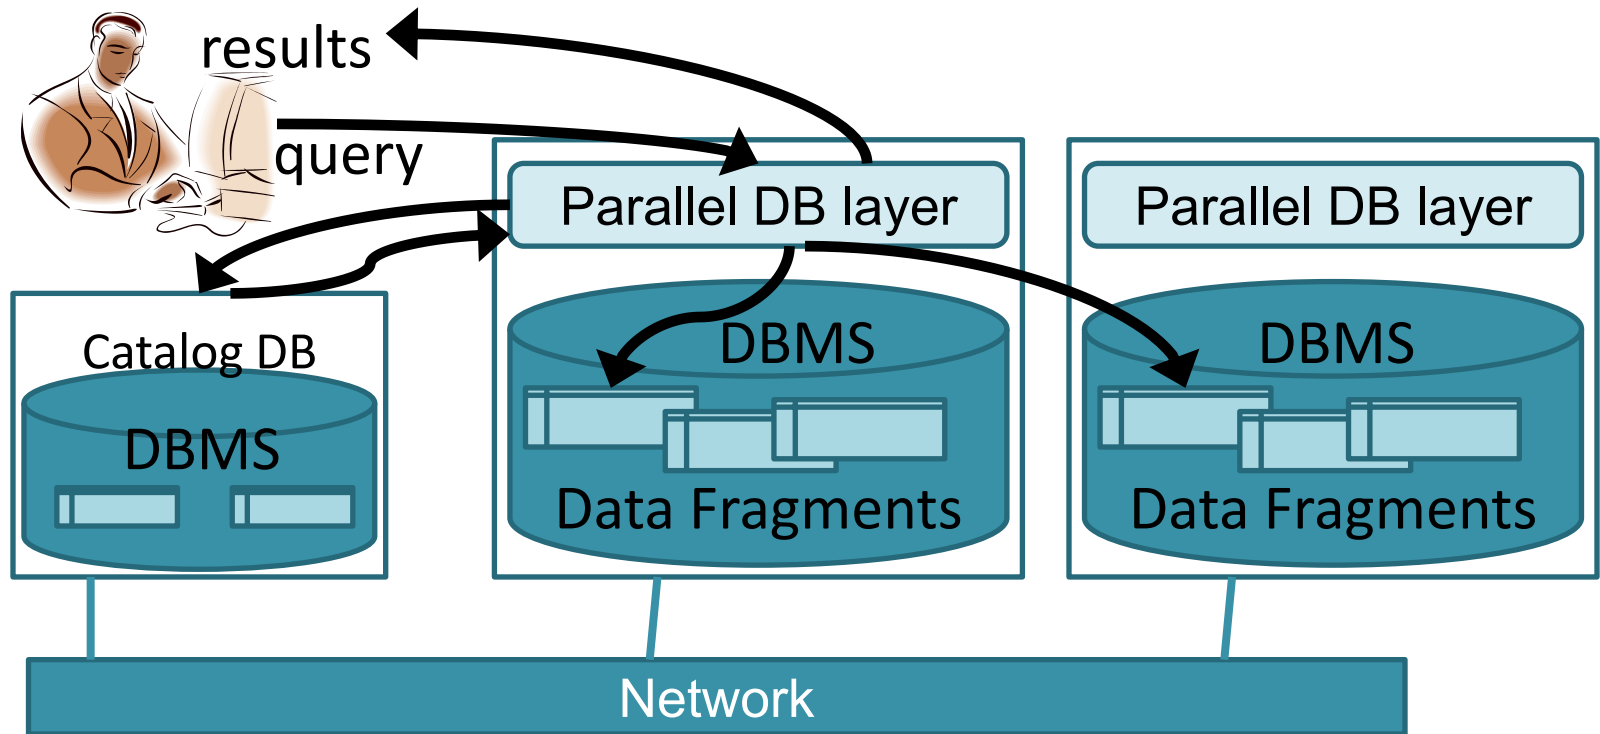 results
query
Parallel DB layer
Parallel DB layer
Catalog DB
DBMS
DBMS
DBMS
Data Fragments
Data Fragments
Network